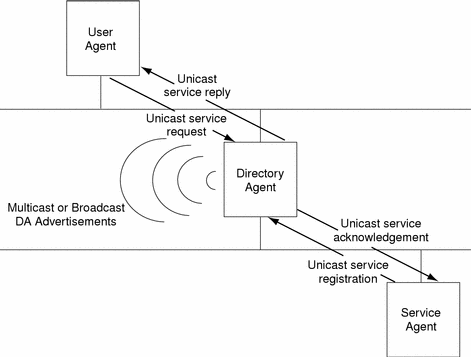 User
Agent
Unicast
service reply
Unicast service
request
Directory
Agent
Multicast or Broadcast
DA Advertisements
Unicast service
acknowledgement
Unicast service
registration
Service
Agent